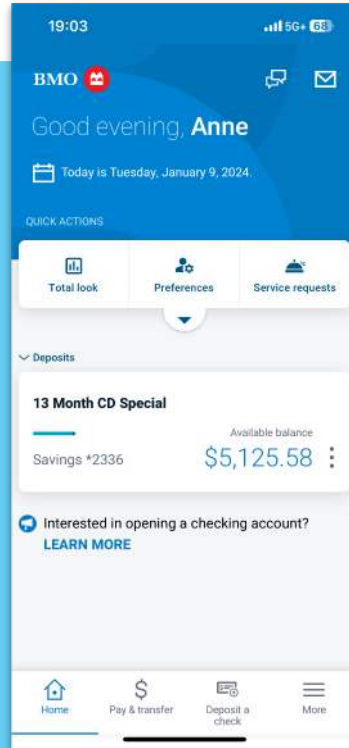 19:03
5G+ 68
BMO
Good evening, Anne
Today is Tuesday, January 9, 2024.
QUICK ACTIONS
Total look
Preferences
Service requests
Deposits
13 Month CD Special
Available balance
Savings *2336
$5,125.58
Interested in opening a checking account?
LEARN MORE
Home
Pay & transfer
Deposit a
check
More